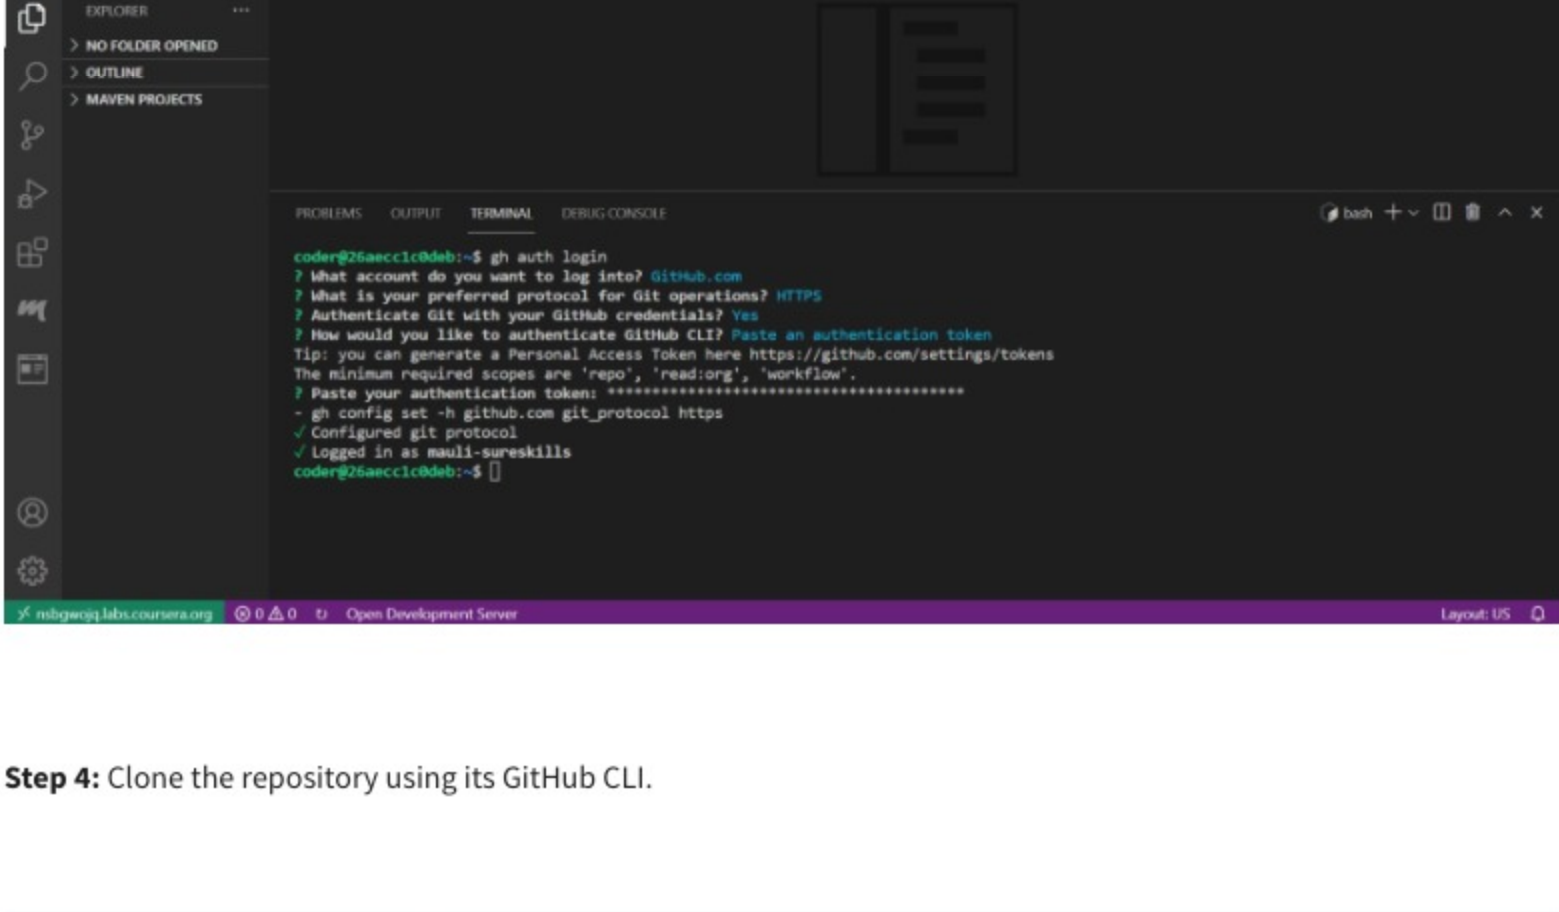 EXPLORER ...
NO FOLDER OPENED
OUTLINE
MAVEN PROJECTS
PROBLEMS OUTPUT TERMINAL DEBUG CONSOLE bash
coder@26aecc1c0deb:~$ gh auth login
? What account do you want to log into? GitHub.com
? What is your preferred protocol for Git operations? HTTPS
? Authenticate Git with your GitHub credentials? Yes
? How would you like to authenticate GitHub CLI? Paste an authentication token
Tip: you can generate a Personal Access Token here https://github.com/settings/tokens
The minimum required scopes are 'repo', 'read:org', 'workflow'.
? Paste your authentication token: ****************************************
- gh config set -h github.com git_protocol https
✓ Configured git protocol
✓ Logged in as mauli-sureskills
coder@26aecc1c0deb:~$
nsbgwojq.labs.coursera.org 0 0 Open Development Server Layout: US
Step 4: Clone the repository using its GitHub CLI.